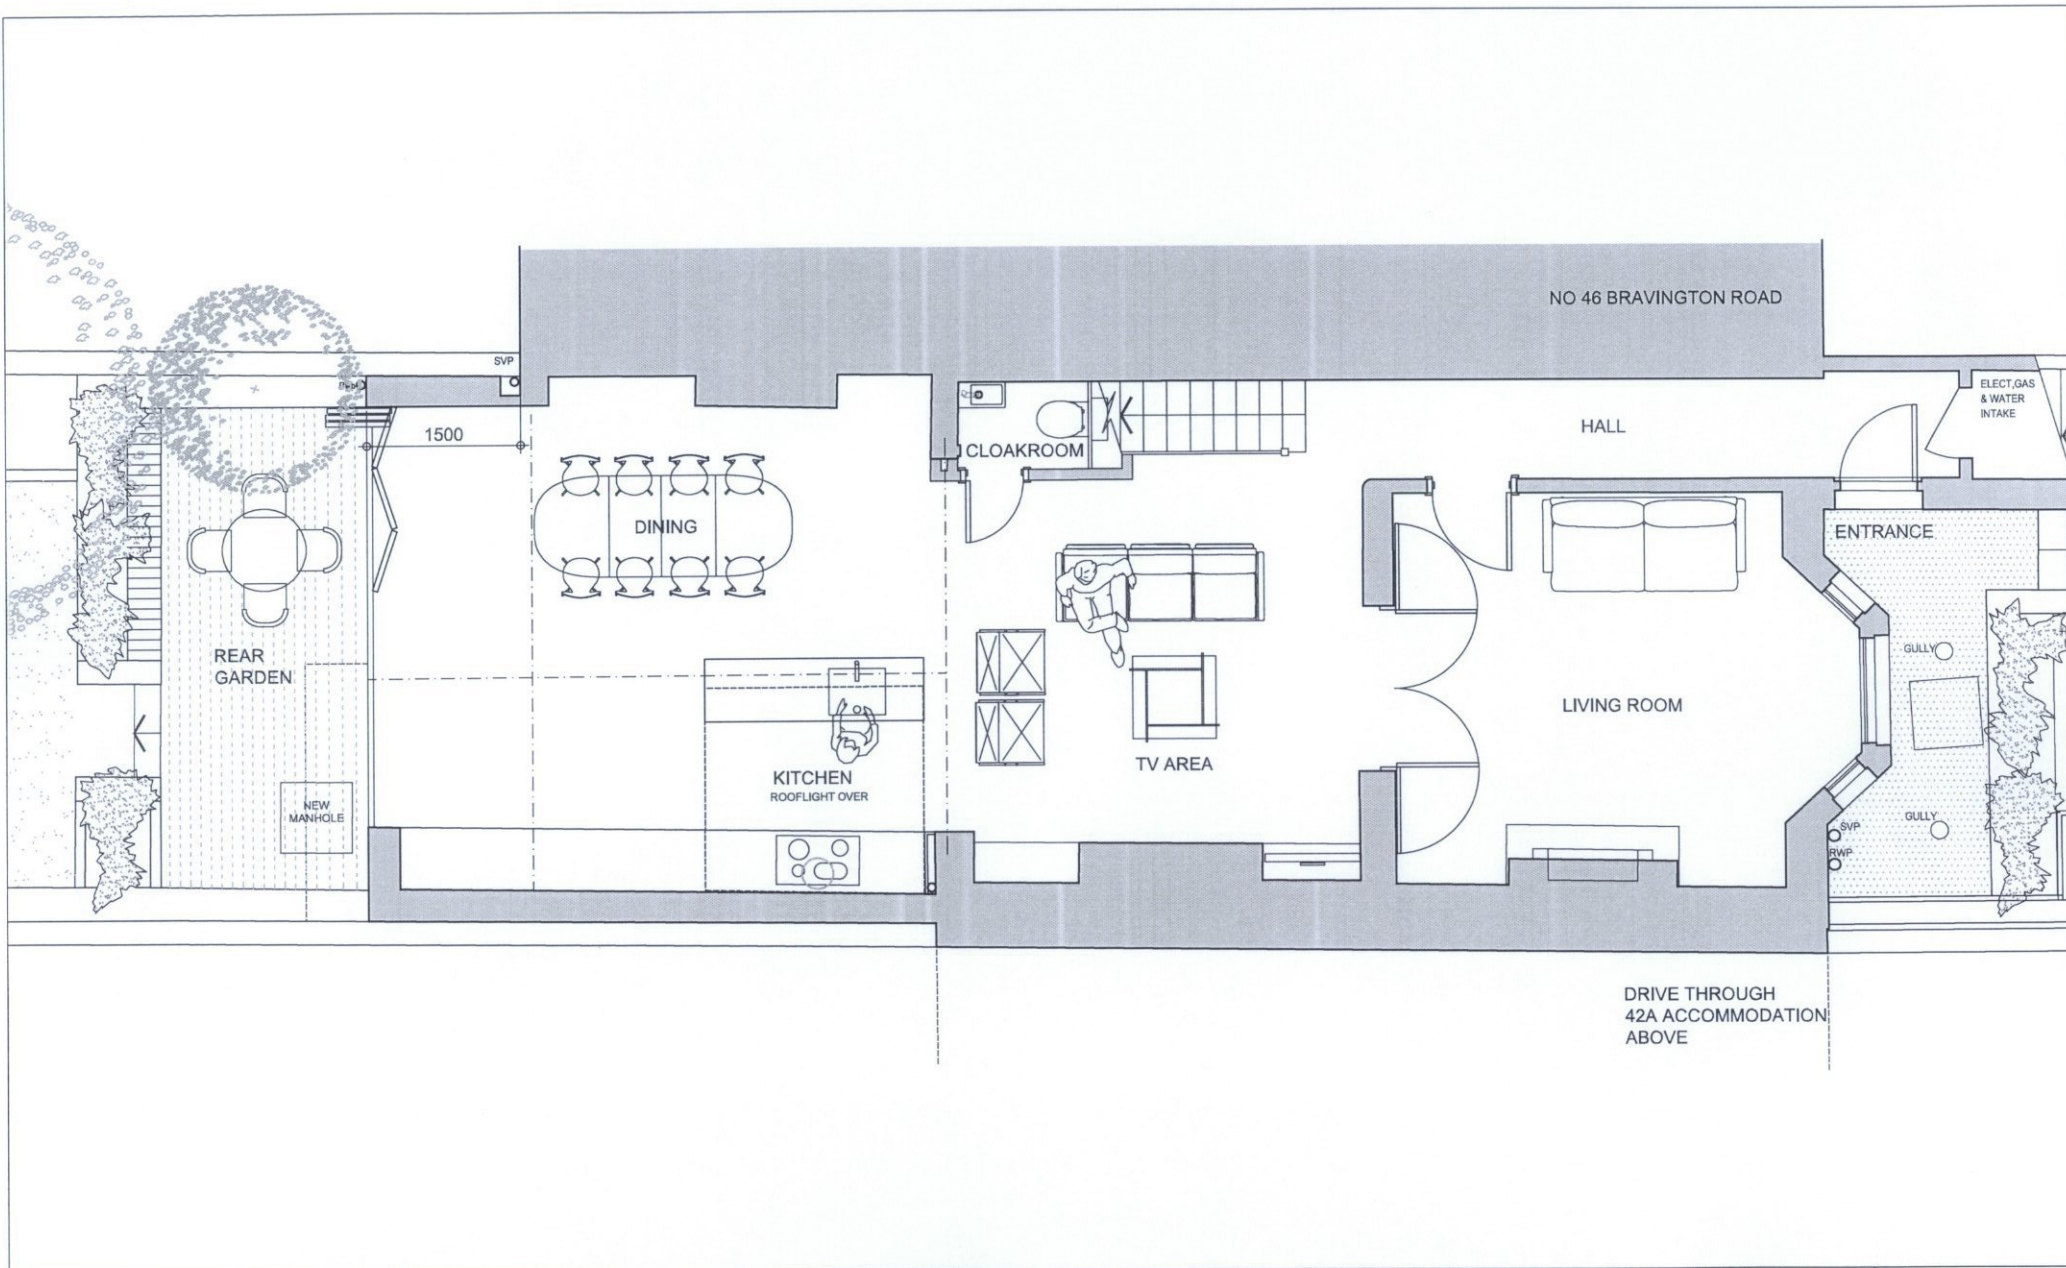 NO 46 BRAVINGTON ROAD
SVP
ELECT,GAS
& WATER
INTAKE
1500
HALL
CLOAKROOM
DINING
ENTRANCE
REAR
GARDEN
GULLY
LIVING ROOM
TV AREA
KITCHEN
ROOFLIGHT OVER
NEW
MANHOLE
GULLY
SVP
RWP
DRIVE THROUGH
42A ACCOMMODATION
ABOVE